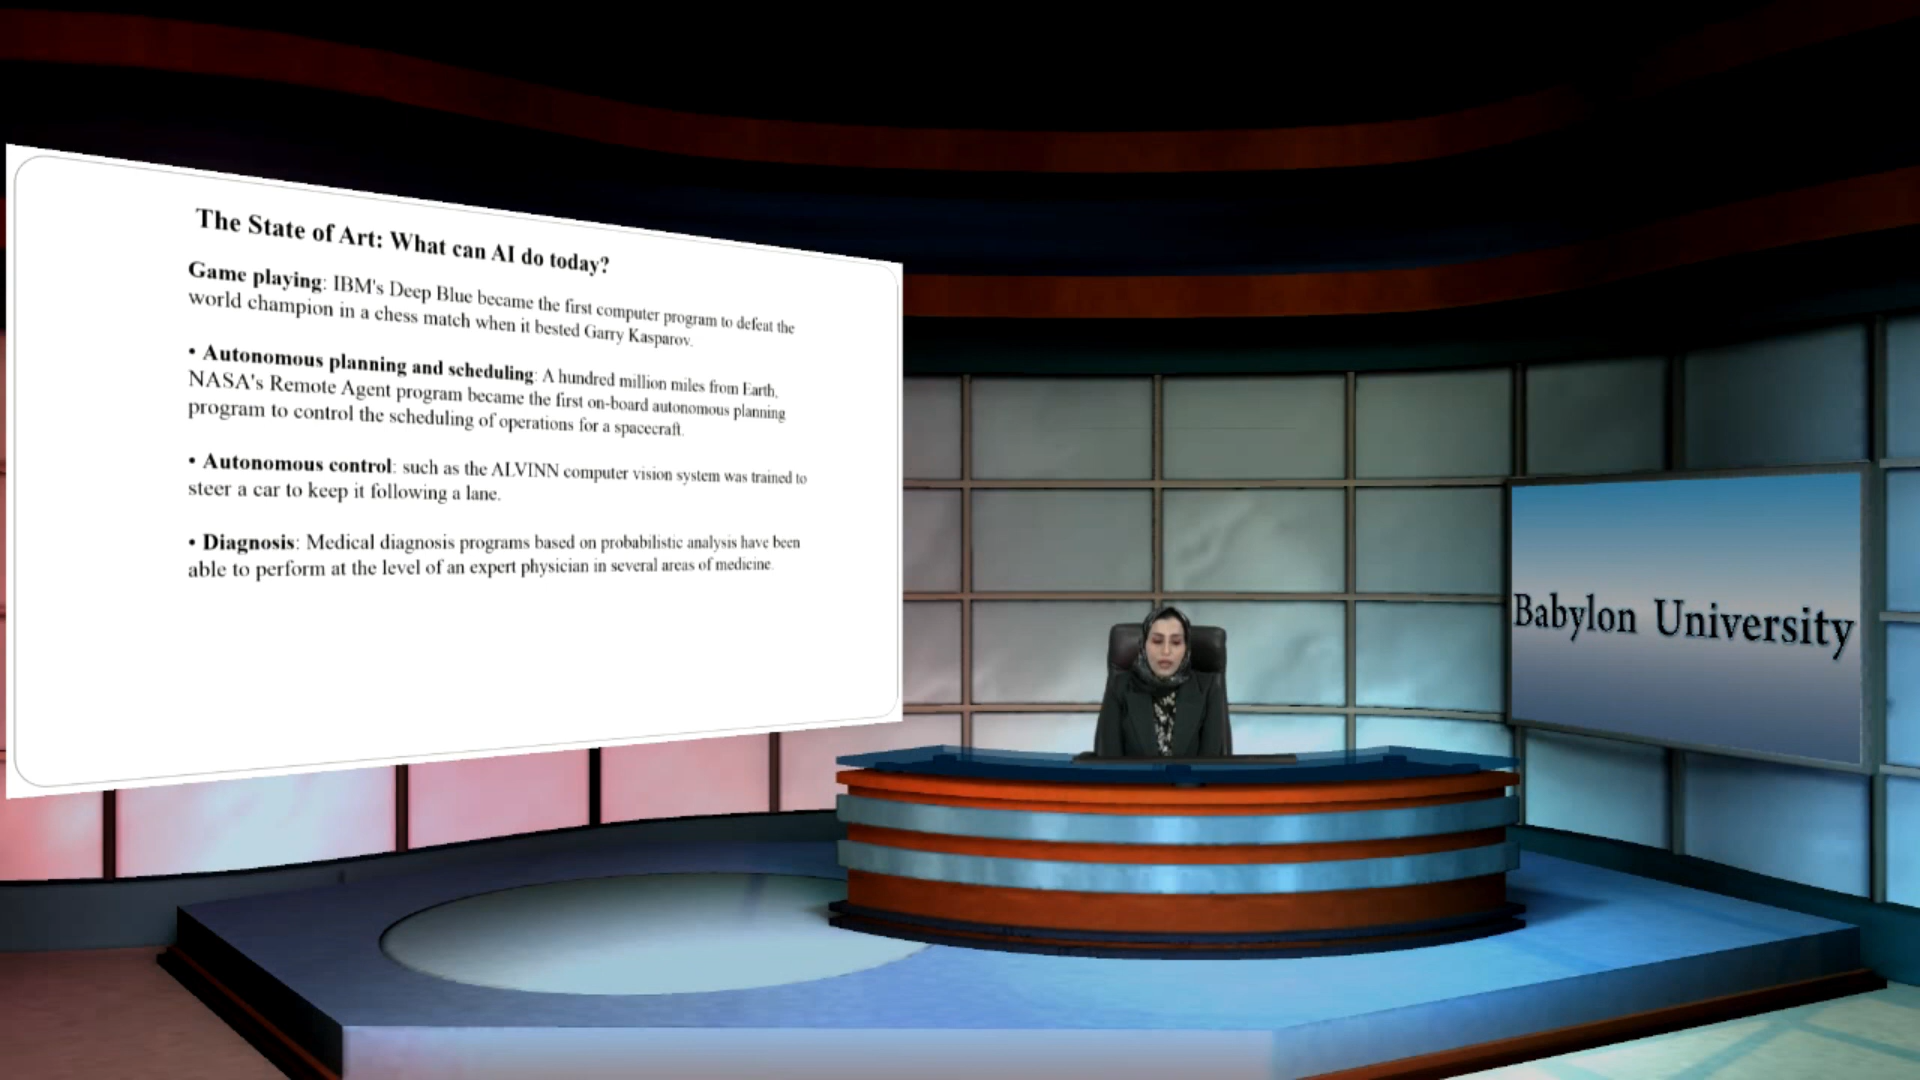 The State of Art: What can AI do today?
Game playing: IBM's Deep Blue became the first computer program to defeat the
world champion in a chess match when it bested Garry Kasparov.
• Autonomous planning and scheduling: A hundred million miles from Earth,
NASA's Remote Agent program became the first on-board autonomous planning
program to control the scheduling of operations for a spacecraft.
• Autonomous control: such as the ALVINN computer vision system was trained to
steer a car to keep it following a lane.
• Diagnosis: Medical diagnosis programs based on probabilistic analysis have been
able to perform at the level of an expert physician in several areas of medicine.
Babylon University